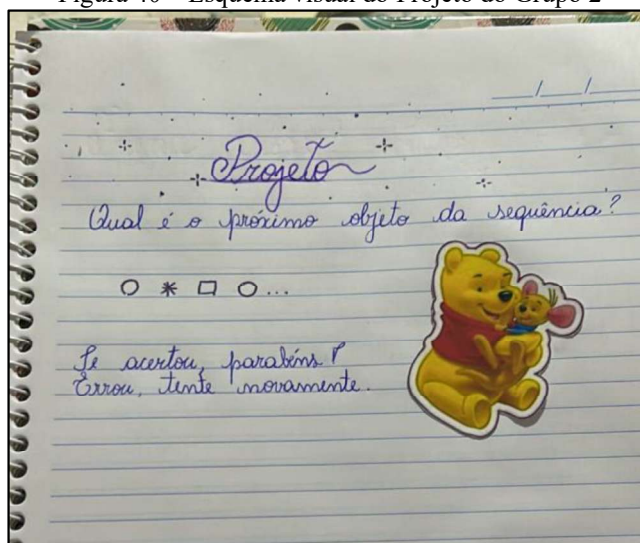 Figura 40 – Esquema visual do Projeto do Grupo 2
Projeto
Qual é o próximo objeto da sequência?
○ * □ ○...
Se acertou, parabéns!
Errou, tente novamente.